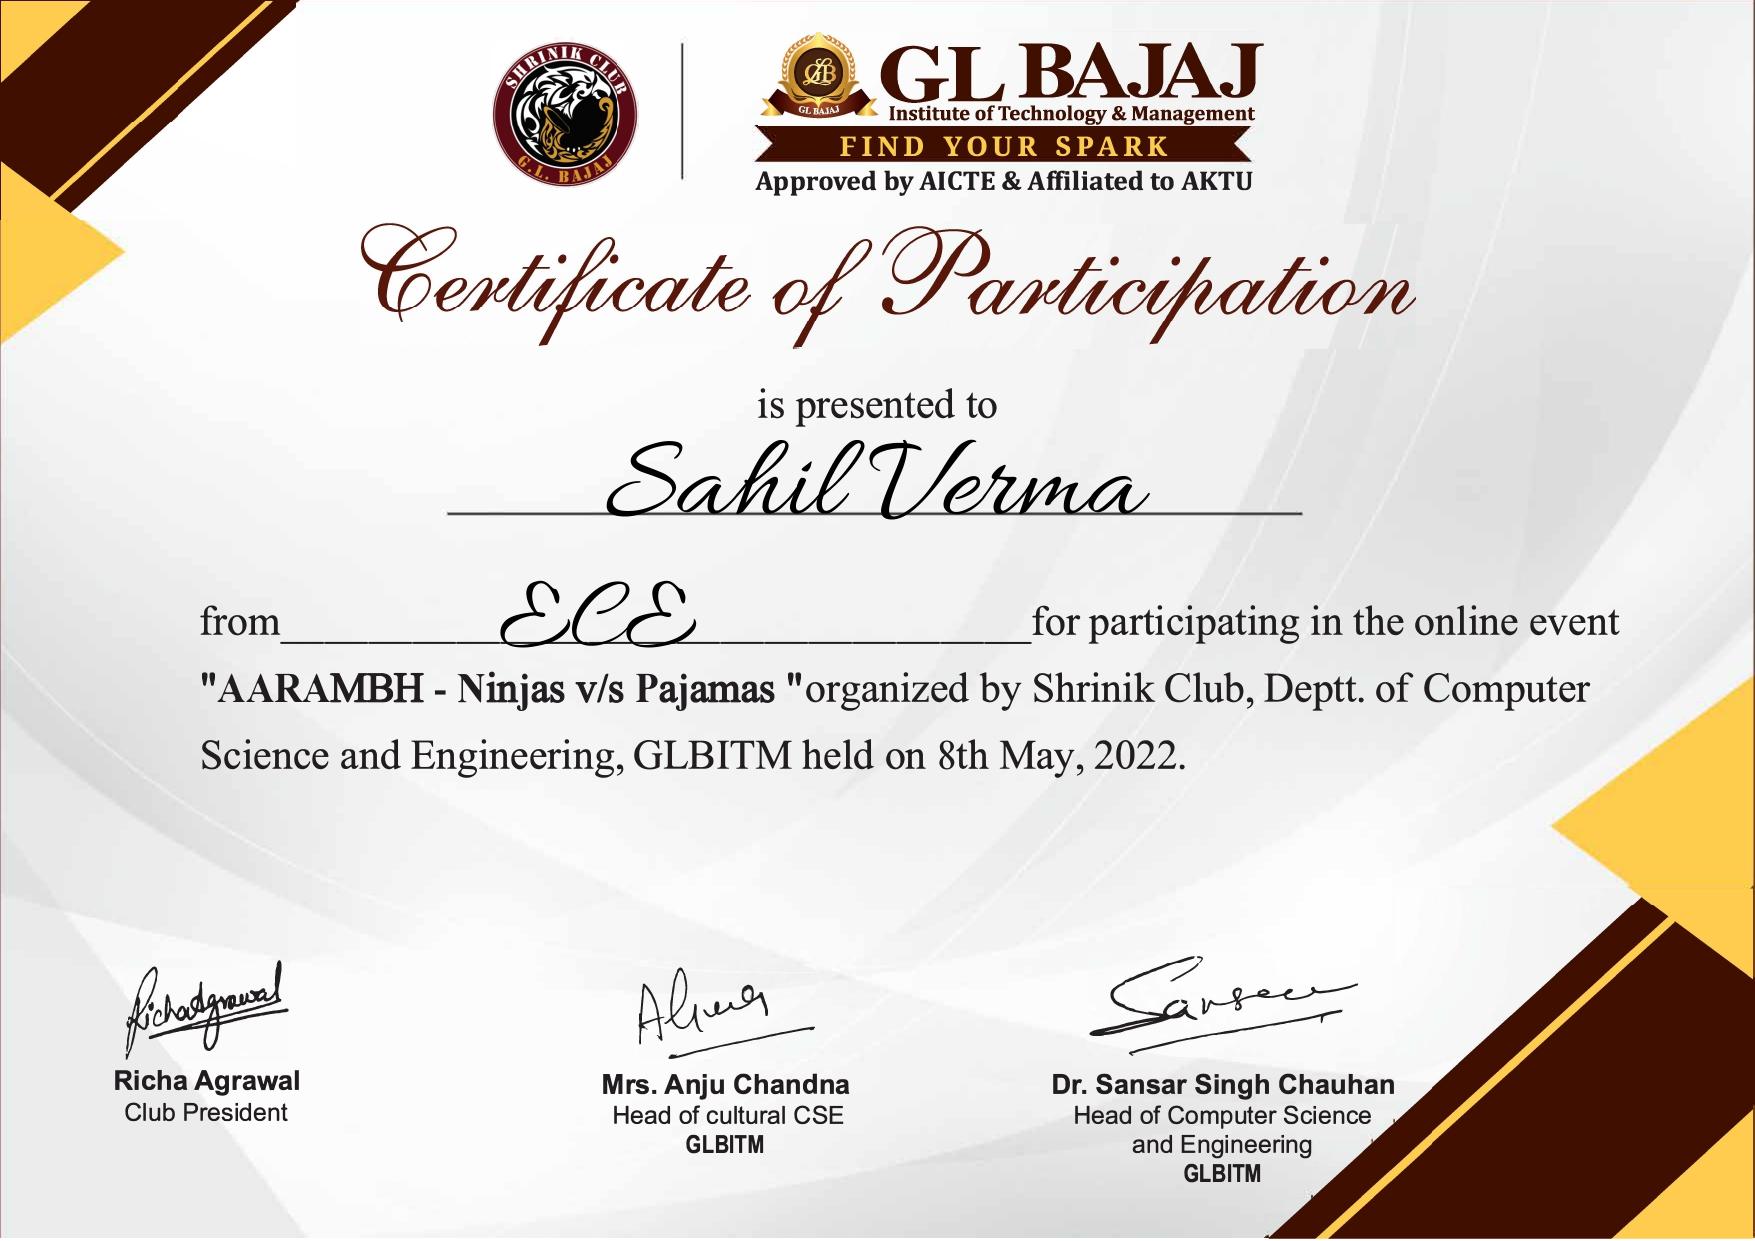 SHRINIK CLUB
G.L. BAJAJ
GLB
GL BAJAJ
GL BAJAJ
Institute of Technology & Management
FIND YOUR SPARK
Approved by AICTE & Affiliated to AKTU
Certificate of Participation
is presented to
Sahil Verma
from ECE for participating in the online event
"AARAMBH - Ninjas v/s Pajamas "organized by Shrinik Club, Deptt. of Computer
Science and Engineering, GLBITM held on 8th May, 2022.
RichaAgrawal
Sansar
Richa Agrawal
Club President
Mrs. Anju Chandna
Head of cultural CSE
GLBITM
Dr. Sansar Singh Chauhan
Head of Computer Science
and Engineering
GLBITM